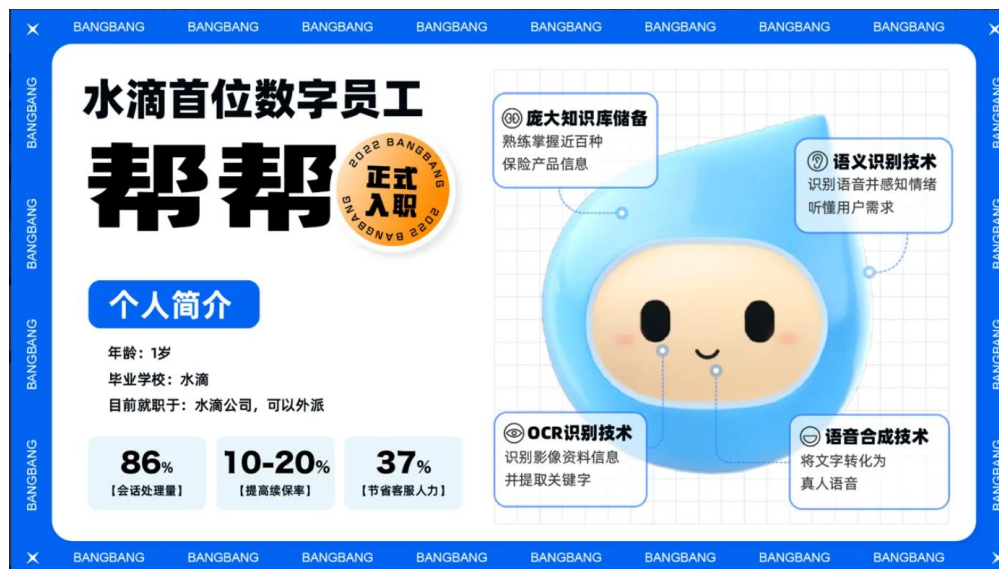 BANGBANG BANGBANG BANGBANG BANGBANG BANGBANG BANGBANG BANGBANG BANGBANG
BANGBANG
BANGBANG
BANGBANG
BANGBANG
水滴首位数字员工
帮帮
2022 BANGBANG
正式
入职
2022 BANGBANG
个人简介
年龄：1岁
毕业学校：水滴
目前就职于：水滴公司，可以外派
86%
【会话处理量】
10-20%
【提高续保率】
37%
【节省客服人力】
庞大知识库储备
熟练掌握近百种
保险产品信息
语义识别技术
识别语音并感知情绪
听懂用户需求
OCR识别技术
识别影像资料信息
并提取关键字
语音合成技术
将文字转化为
真人语音
BANGBANG
BANGBANG
BANGBANG
BANGBANG
BANGBANG BANGBANG BANGBANG BANGBANG BANGBANG BANGBANG BANGBANG BANGBANG